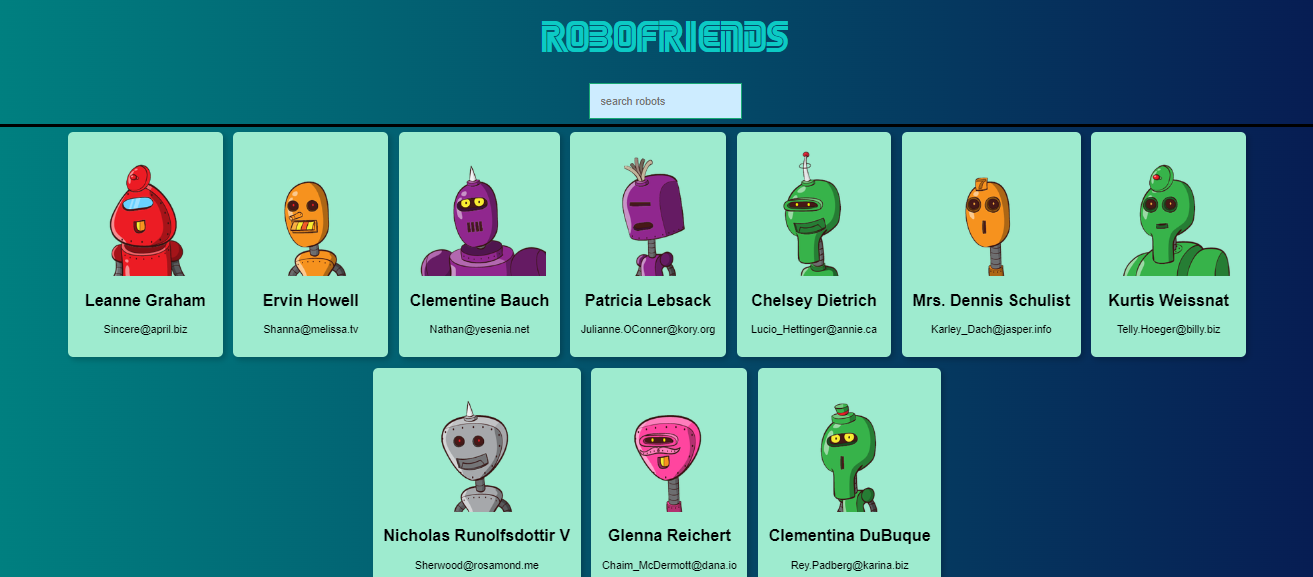 ROBOFRIENDS
search robots
Leanne Graham
Sincere@april.biz
Ervin Howell
Shanna@melissa.tv
Clementine Bauch
Nathan@yesenia.net
Patricia Lebsack
Julianne.OConner@kory.org
Chelsey Dietrich
Lucio_Hettinger@annie.ca
Mrs. Dennis Schulist
Karley_Dach@jasper.info
Kurtis Weissnat
Telly.Hoeger@billy.biz
Nicholas Runolfsdottir V
Sherwood@rosamond.me
Glenna Reichert
Chaim_McDermott@dana.io
Clementina DuBuque
Rey.Padberg@karina.biz